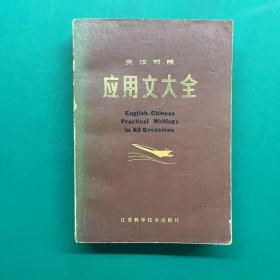 英汉对照
应用文大全
English-Chinese
Practical Writings
in All Occasions
江苏科学技术出版社